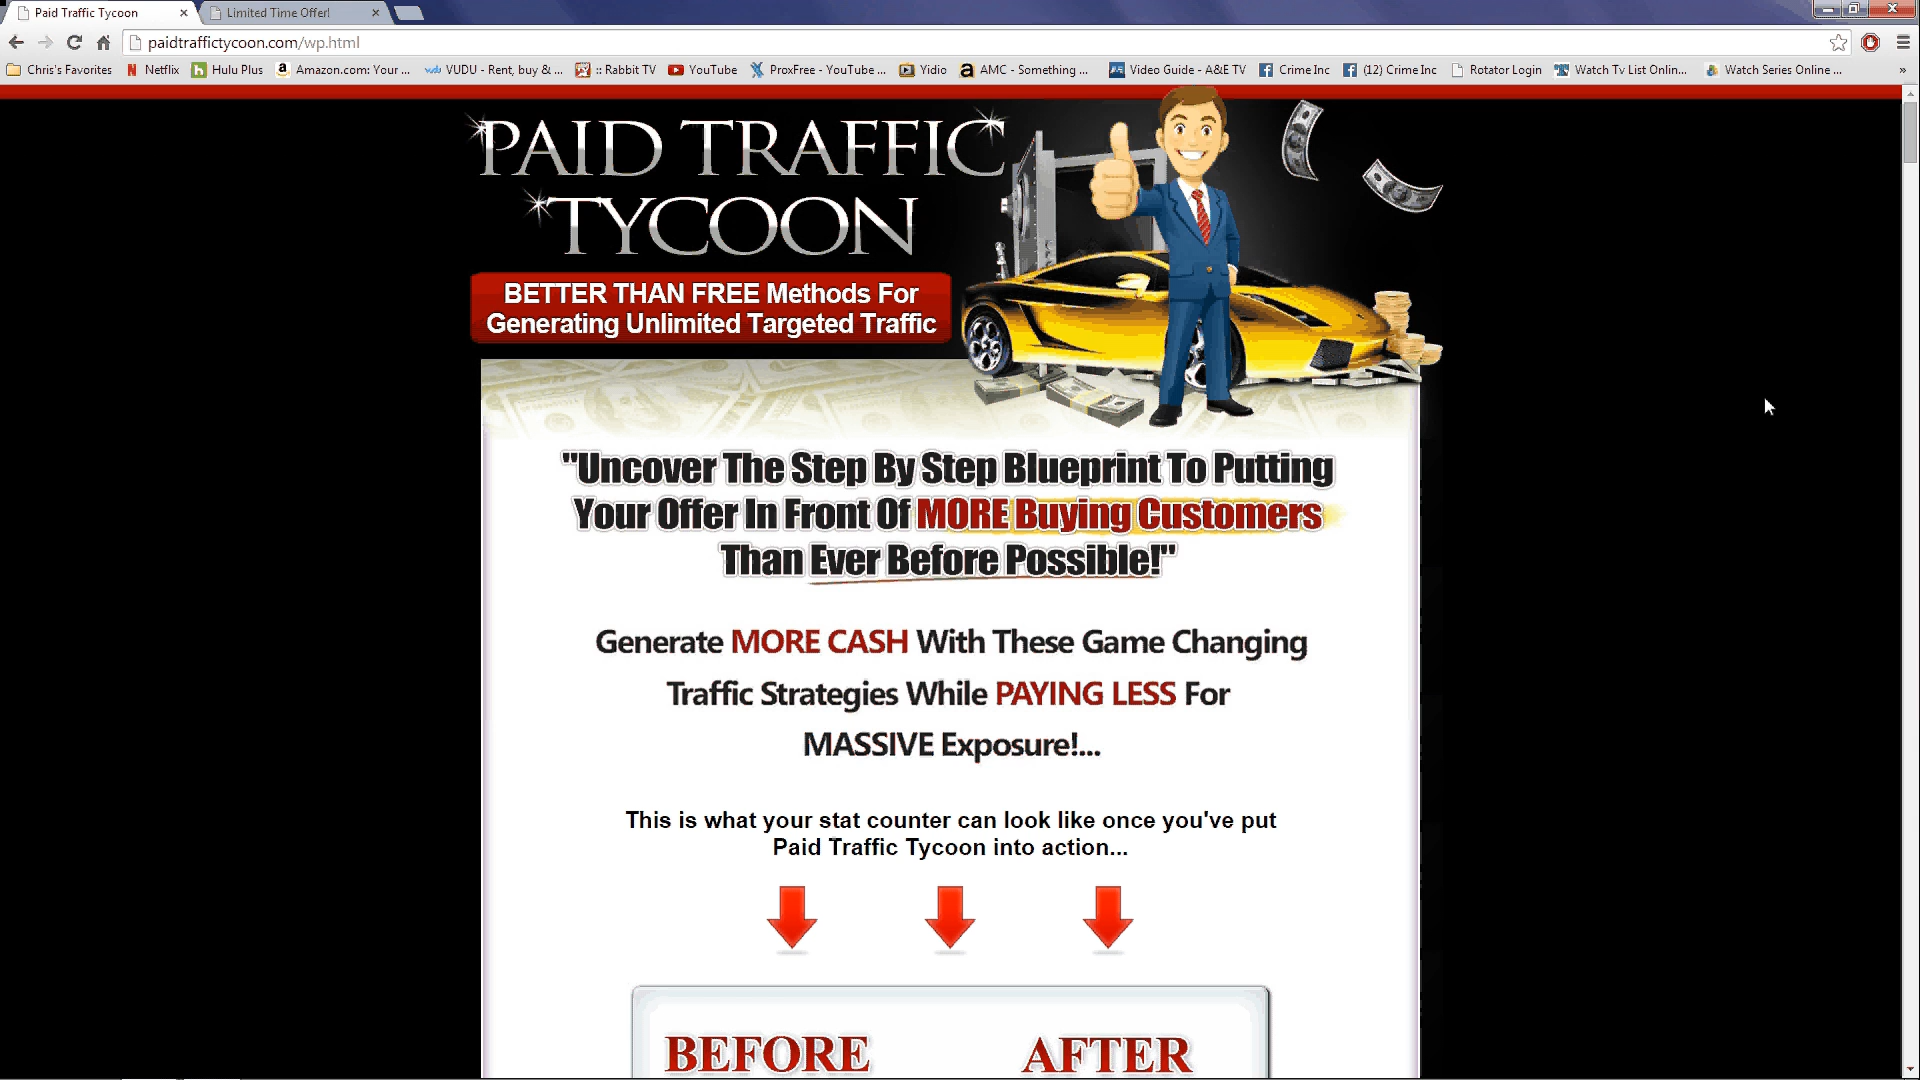 Paid Traffic Tycoon
Limited Time Offer!
paidtraffictycoon.com/wp.html
Chris's Favorites
Netflix
Hulu Plus
Amazon.com: Your ...
VUDU - Rent, buy & ...
:: Rabbit TV
YouTube
ProxFree - YouTube ...
Yidio
AMC - Something ...
Video Guide - A&E TV
Crime Inc
(12) Crime Inc
Rotator Login
Watch Tv List Onlin...
Watch Series Online ...
»
PAID TRAFFIC
TYCOON
BETTER THAN FREE Methods For
Generating Unlimited Targeted Traffic
"Uncover The Step By Step Blueprint To Putting
Your Offer In Front Of MORE Buying Customers
Than Ever Before Possible!"
Generate MORE CASH With These Game Changing
Traffic Strategies While PAYING LESS For
MASSIVE Exposure!...
This is what your stat counter can look like once you've put
Paid Traffic Tycoon into action...
BEFORE
AFTER